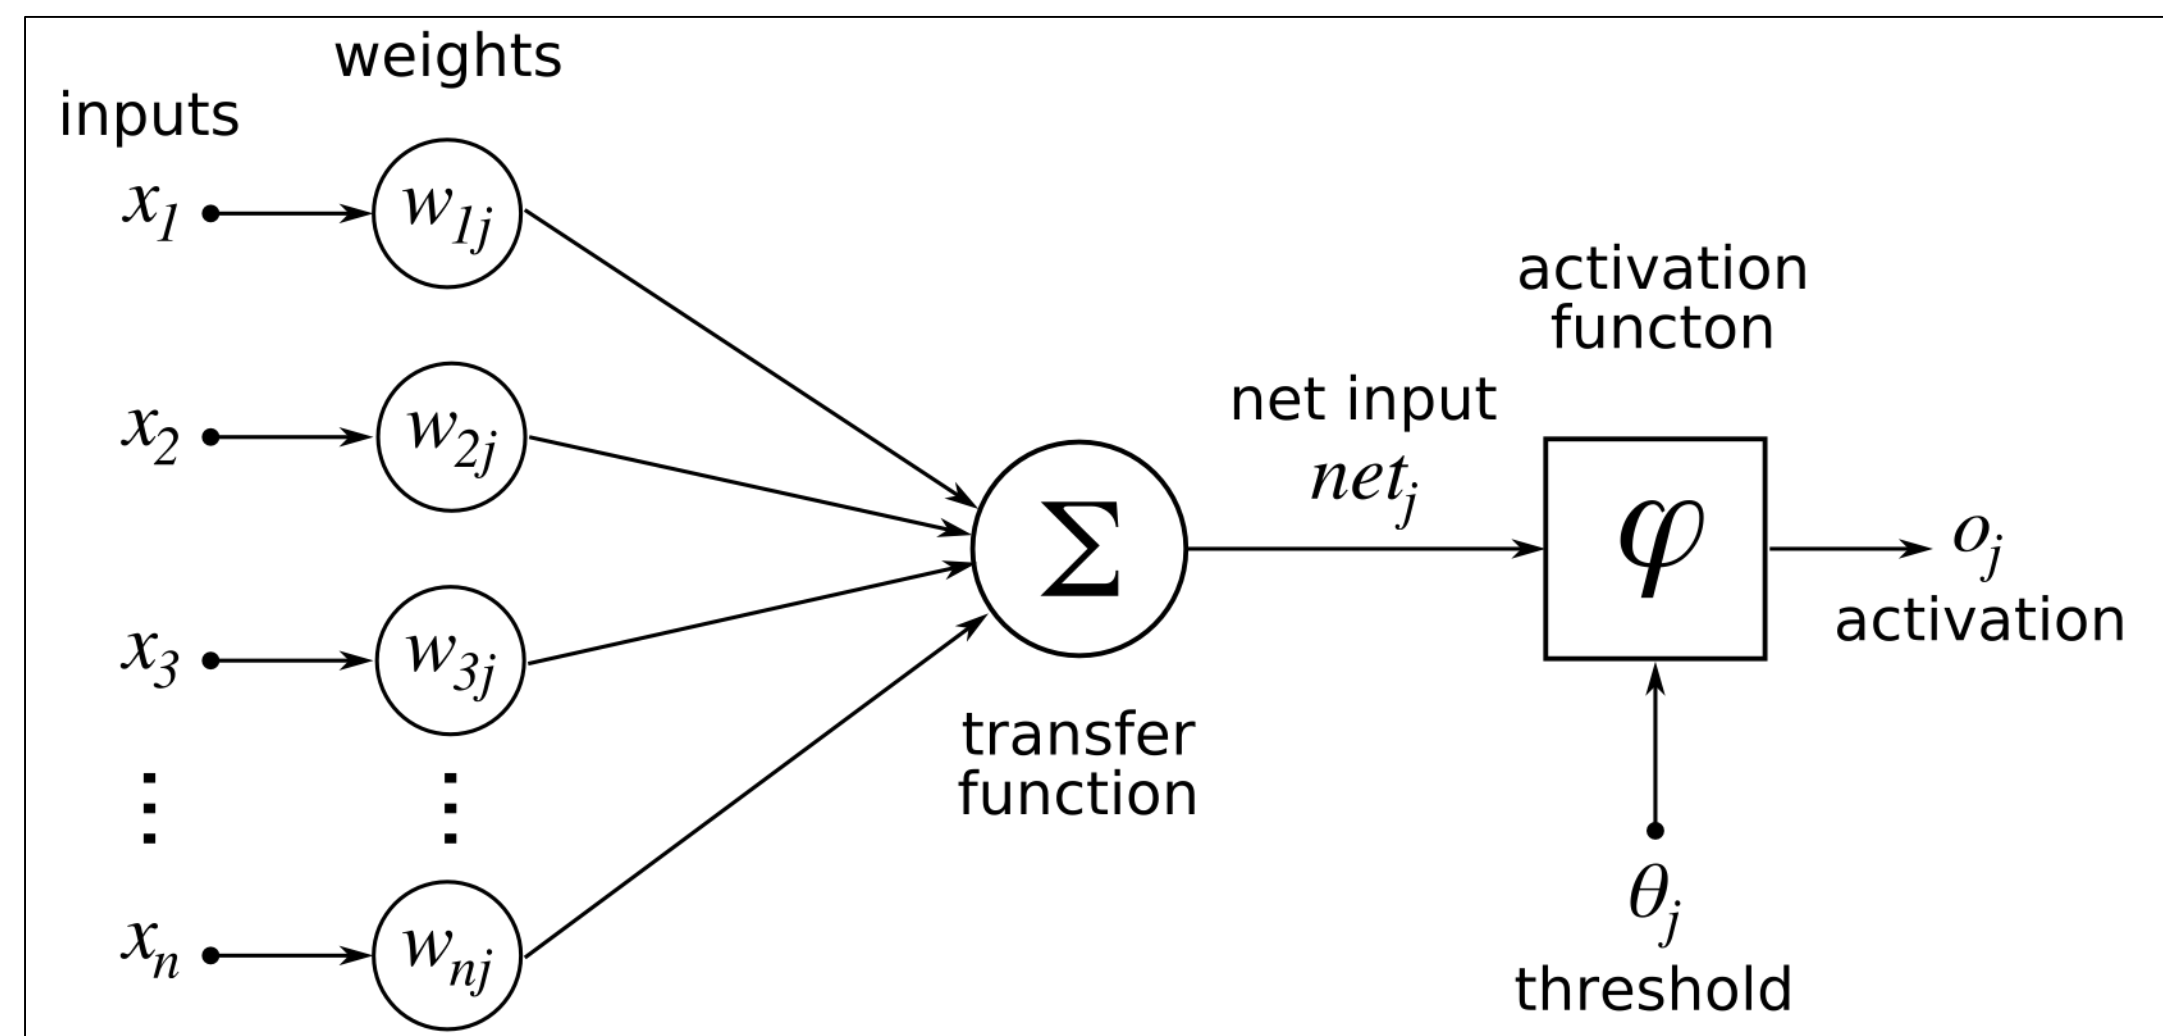 weights
inputs
x1
w1j
x2
w2j
x3
w3j
⋮ ⋮
xn
wnj
Σ
transfer
function
net input
netj
activation
functon
φ
oj
activation
θj
threshold